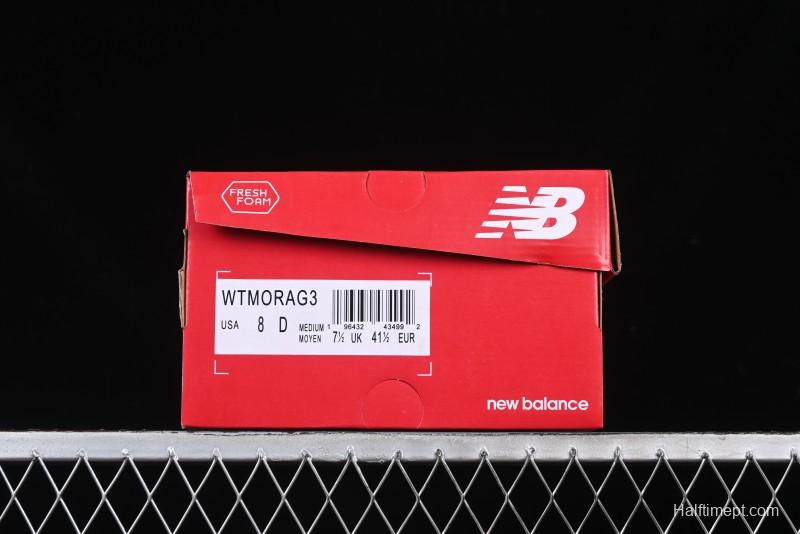 FRESH
FOAM
NB
WTMORAG3
USA 8 D MEDIUM
MOYEN 7½ UK 41½ EUR
1 96432 43499 2
new balance
Halftimept.com